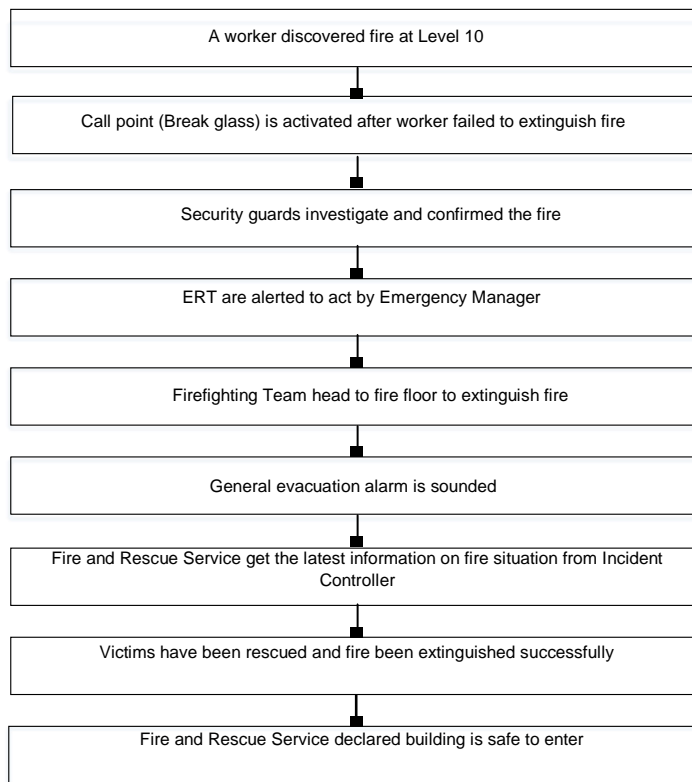 A worker discovered fire at Level 10
Call point (Break glass) is activated after worker failed to extinguish fire
Security guards investigate and confirmed the fire
ERT are alerted to act by Emergency Manager
Firefighting Team head to fire floor to extinguish fire
General evacuation alarm is sounded
Fire and Rescue Service get the latest information on fire situation from Incident
Controller
Victims have been rescued and fire been extinguished successfully
Fire and Rescue Service declared building is safe to enter